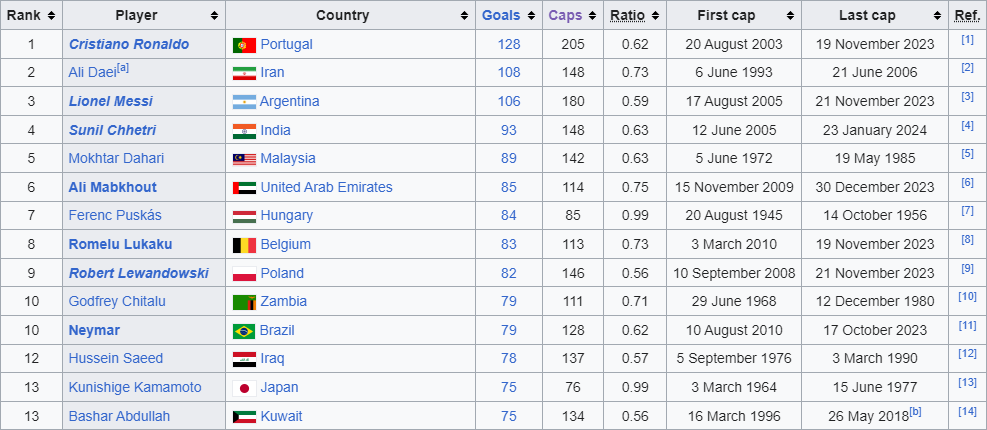 Rank Player Country Goals Caps Ratio First cap Last cap Ref.
1 Cristiano Ronaldo Portugal 128 205 0.62 20 August 2003 19 November 2023 [1]
2 Ali Daei[a] Iran 108 148 0.73 6 June 1993 21 June 2006 [2]
3 Lionel Messi Argentina 106 180 0.59 17 August 2005 21 November 2023 [3]
4 Sunil Chhetri India 93 148 0.63 12 June 2005 23 January 2024 [4]
5 Mokhtar Dahari Malaysia 89 142 0.63 5 June 1972 19 May 1985 [5]
6 Ali Mabkhout United Arab Emirates 85 114 0.75 15 November 2009 30 December 2023 [6]
7 Ferenc Puskás Hungary 84 85 0.99 20 August 1945 14 October 1956 [7]
8 Romelu Lukaku Belgium 83 113 0.73 3 March 2010 19 November 2023 [8]
9 Robert Lewandowski Poland 82 146 0.56 10 September 2008 21 November 2023 [9]
10 Godfrey Chitalu Zambia 79 111 0.71 29 June 1968 12 December 1980 [10]
10 Neymar Brazil 79 128 0.62 10 August 2010 17 October 2023 [11]
12 Hussein Saeed Iraq 78 137 0.57 5 September 1976 3 March 1990 [12]
13 Kunishige Kamamoto Japan 75 76 0.99 3 March 1964 15 June 1977 [13]
13 Bashar Abdullah Kuwait 75 134 0.56 16 March 1996 26 May 2018[b] [14]